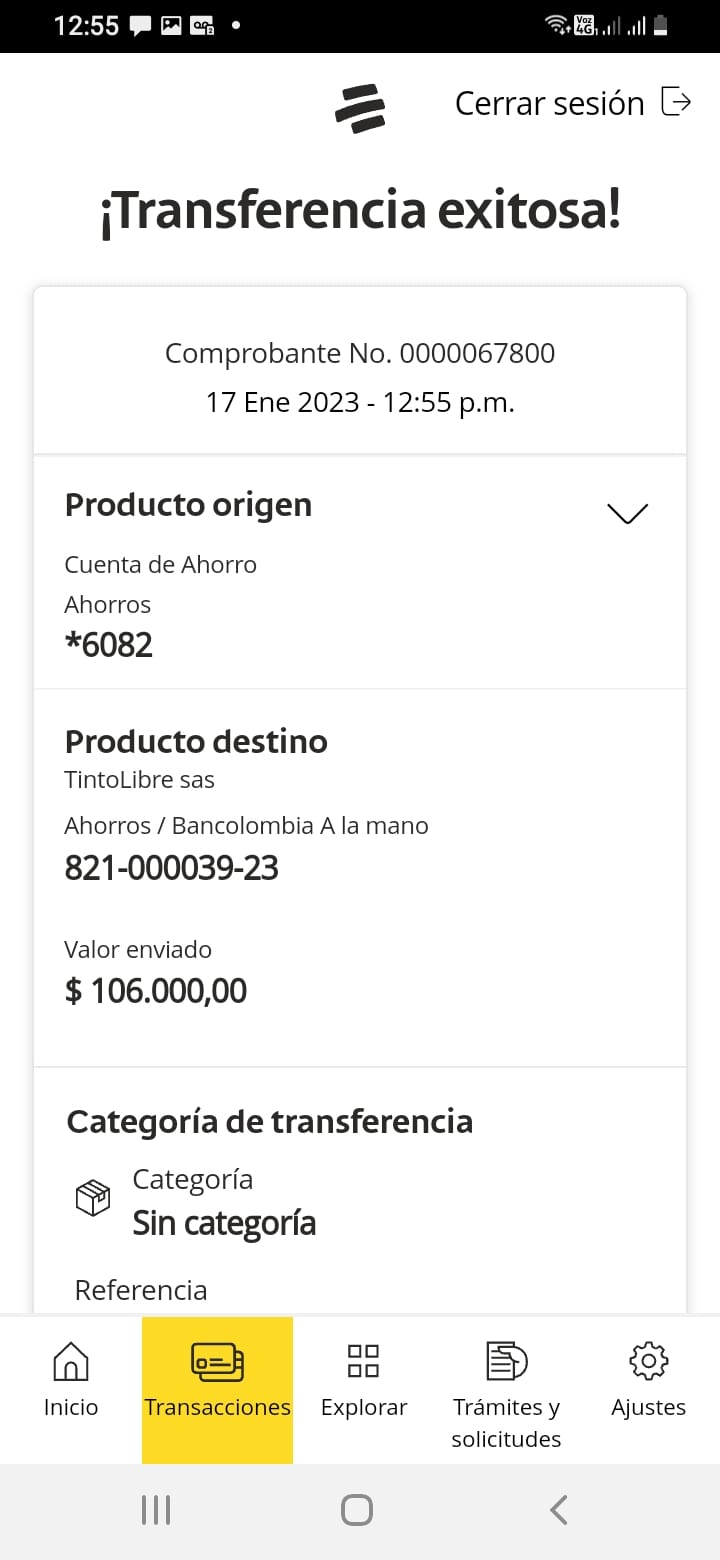 12:55
Voz
4G
Cerrar sesión
¡Transferencia exitosa!
Comprobante No. 0000067800
17 Ene 2023 - 12:55 p.m.
Producto origen
Cuenta de Ahorro
Ahorros
*6082
Producto destino
TintoLibre sas
Ahorros / Bancolombia A la mano
821-000039-23
Valor enviado
$ 106.000,00
Categoría de transferencia
Categoría
Sin categoría
Referencia
Inicio
Transacciones
Explorar
Trámites y
solicitudes
Ajustes